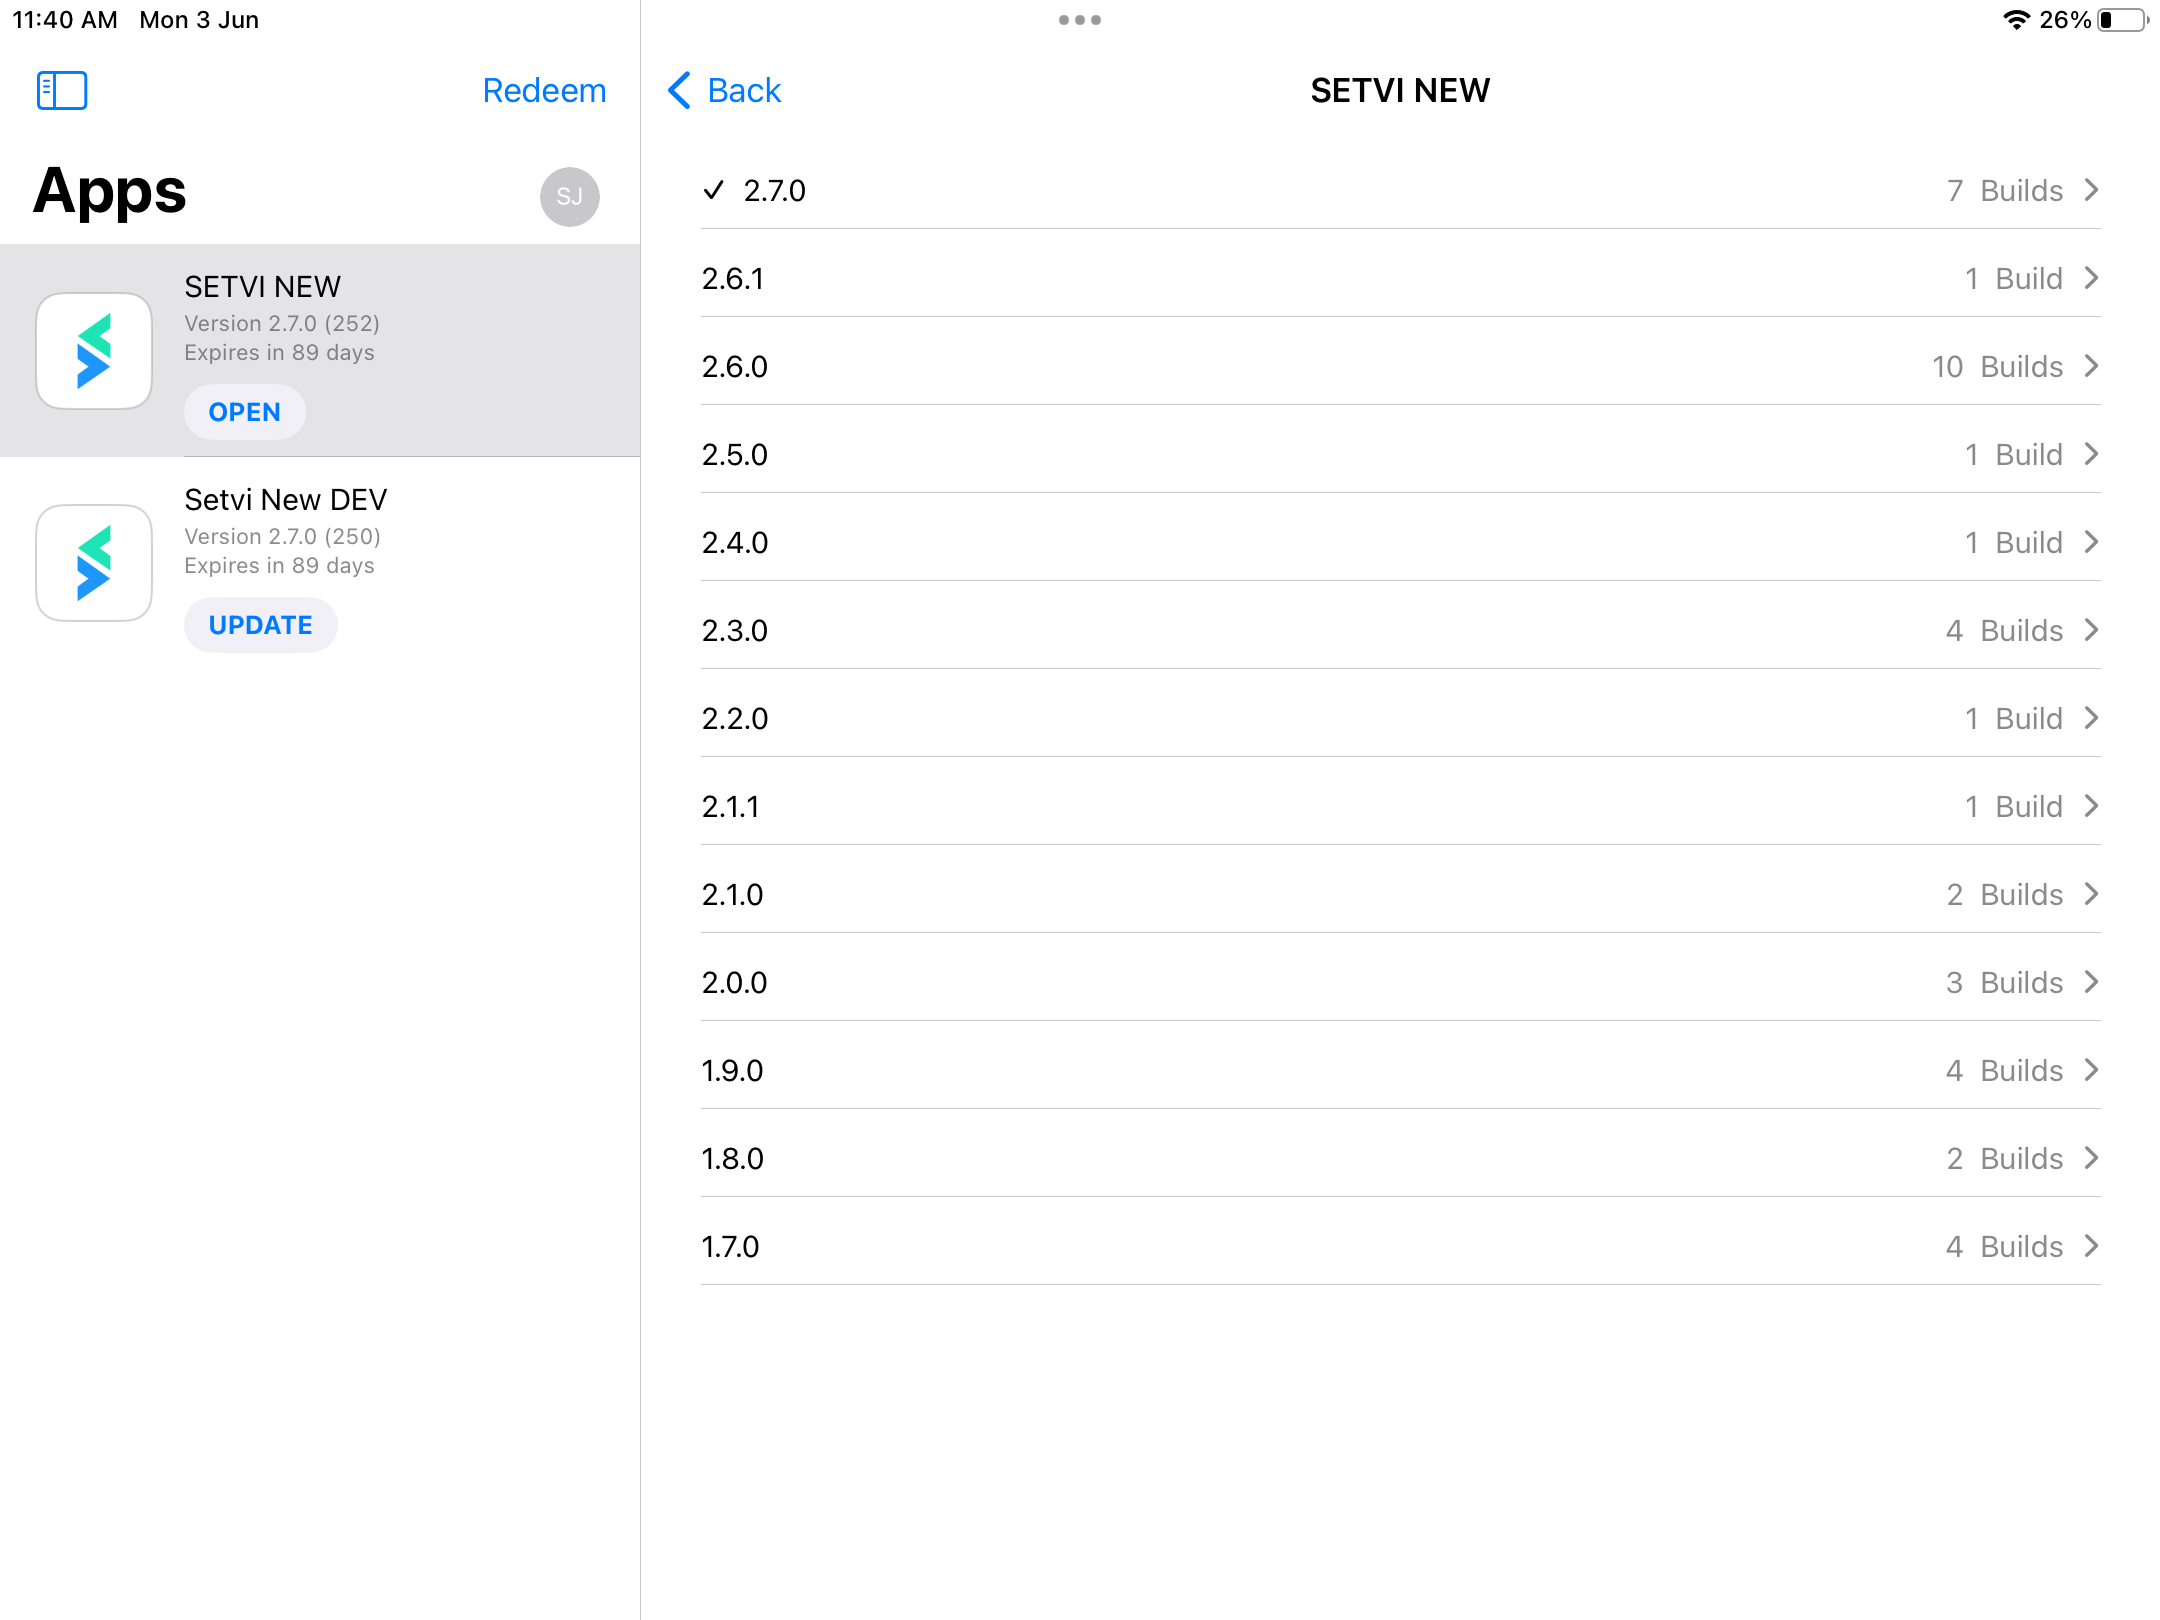 11:40 AM Mon 3 Jun
26%
Redeem
Apps
SJ
SETVI NEW
Version 2.7.0 (252)
Expires in 89 days
OPEN
Setvi New DEV
Version 2.7.0 (250)
Expires in 89 days
UPDATE
Back
SETVI NEW
2.7.0 7 Builds
2.6.1 1 Build
2.6.0 10 Builds
2.5.0 1 Build
2.4.0 1 Build
2.3.0 4 Builds
2.2.0 1 Build
2.1.1 1 Build
2.1.0 2 Builds
2.0.0 3 Builds
1.9.0 4 Builds
1.8.0 2 Builds
1.7.0 4 Builds